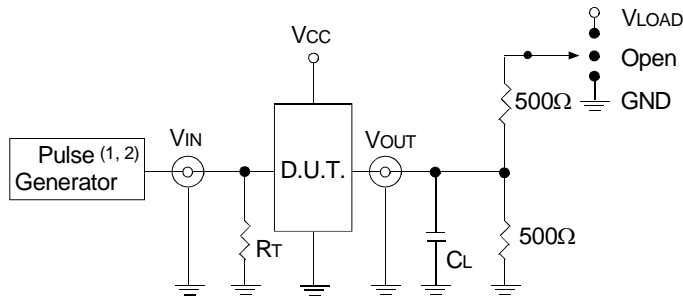 VLOAD
VCC
Open
500Ω
GND
VIN
VOUT
Pulse (1, 2)
Generator
D.U.T.
RT
CL
500Ω